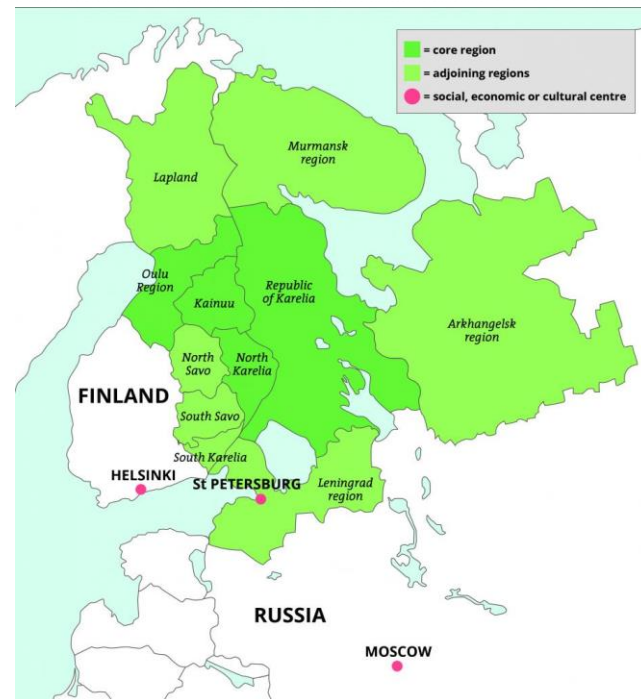 = core region
= adjoining regions
= social, economic or cultural centre
Murmansk
region
Lapland
Oulu
Region
Kainuu
Republic
of Karelia
Arkhangelsk
region
North
Savo
North
Karelia
FINLAND
South Savo
South Karelia
HELSINKI
St PETERSBURG
Leningrad
region
RUSSIA
MOSCOW